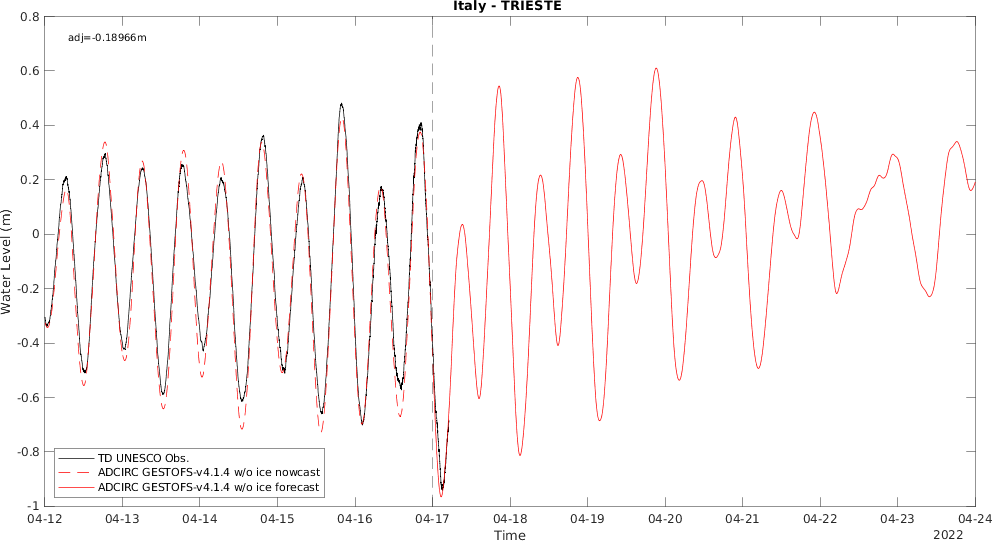 Italy - TRIESTE
adj=-0.18966m
0.8
0.6
0.4
0.2
0
-0.2
-0.4
-0.6
-0.8
-1
Water Level (m)
TD UNESCO Obs.
ADCIRC GESTOFS-v4.1.4 w/o ice nowcast
ADCIRC GESTOFS-v4.1.4 w/o ice forecast
04-12 04-13 04-14 04-15 04-16 04-17 04-18 04-19 04-20 04-21 04-22 04-23 04-24
Time
2022